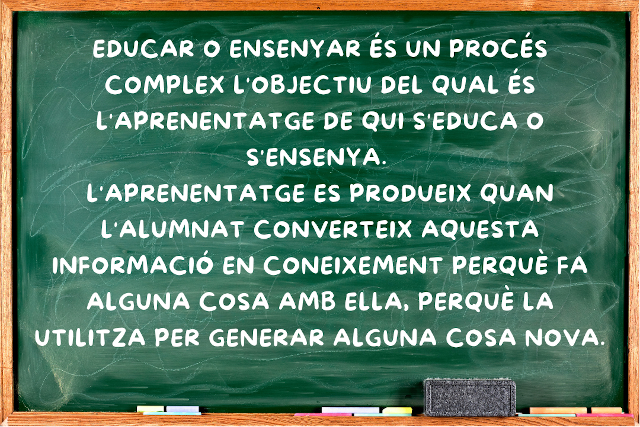 EDUCAR O ENSENYAR ÉS UN PROCÉS
COMPLEX L'OBJECTIU DEL QUAL ÉS
L'APRENENTATGE DE QUI S'EDUCA O
S'ENSENYA.
L'APRENENTATGE ES PRODUEIX QUAN
L'ALUMNAT CONVERTEIX AQUESTA
INFORMACIÓ EN CONEIXEMENT PERQUÈ FA
ALGUNA COSA AMB ELLA, PERQUÈ LA
UTILITZA PER GENERAR ALGUNA COSA NOVA.